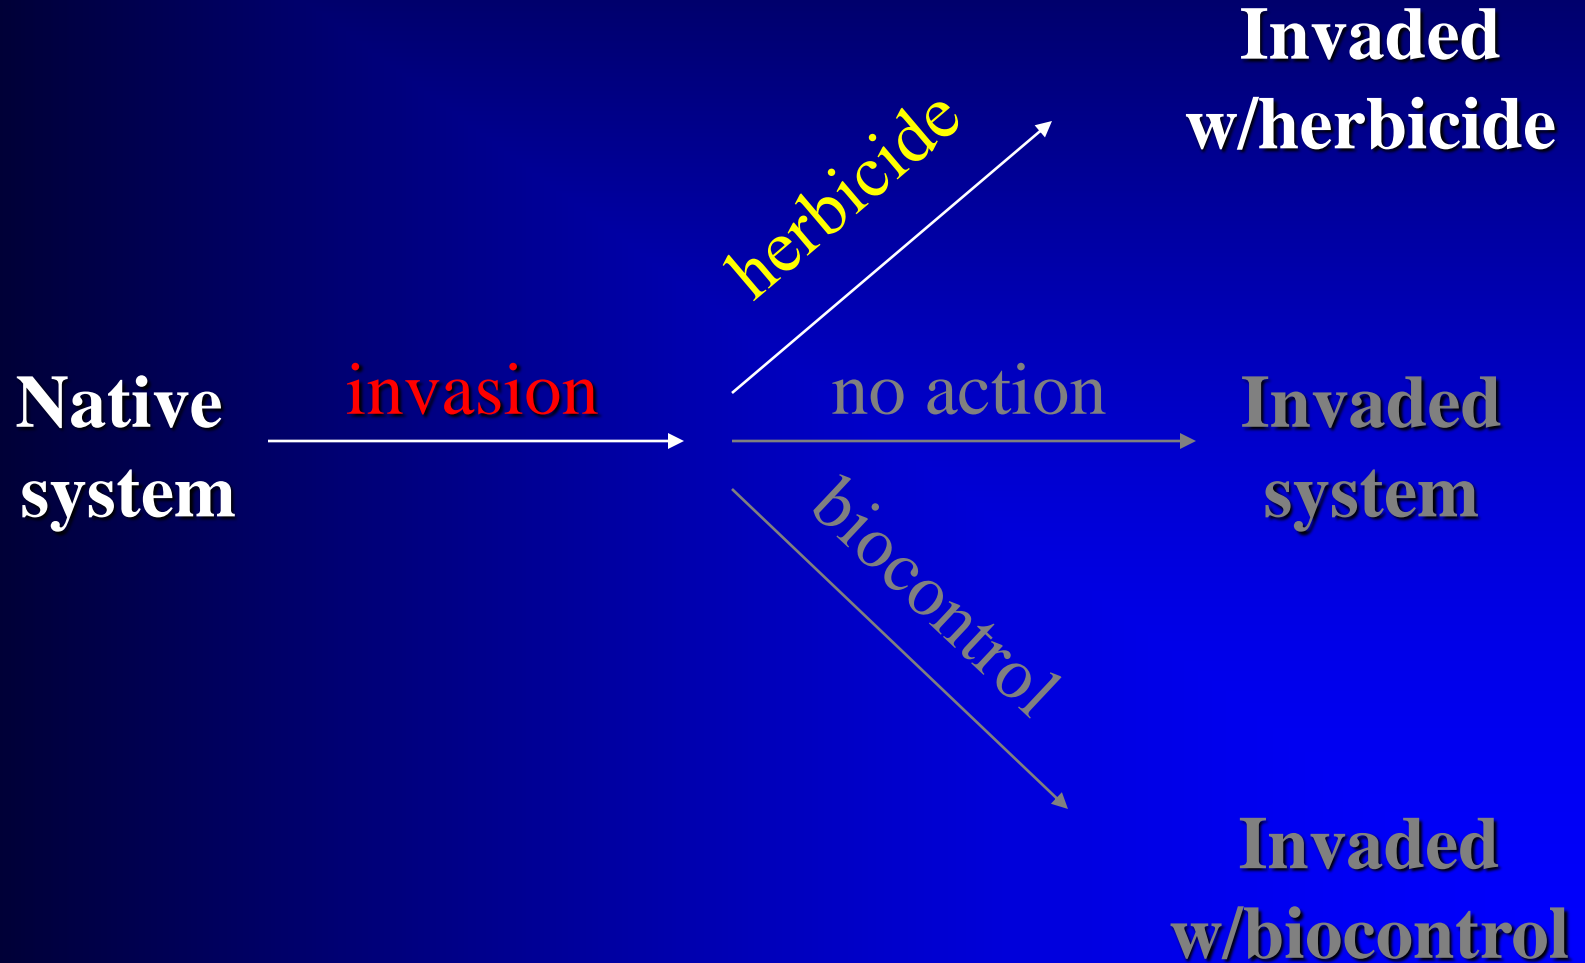 Invaded
w/herbicide
herbicide
Native
system
invasion
no action
Invaded
system
biocontrol
Invaded
w/biocontrol